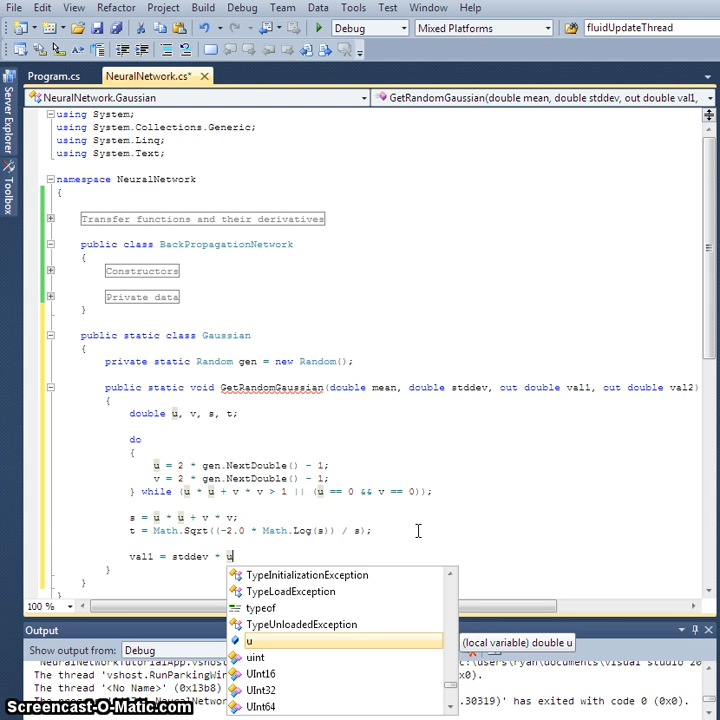 File Edit View Refactor Project Build Debug Team Data Tools Test Window Help
Debug Mixed Platforms fluidUpdateThread
Program.cs NeuralNetwork.cs*
NeuralNetwork.Gaussian GetRandomGaussian(double mean, double stddev, out double val1,
Server Explorer
Toolbox
using System;
using System.Collections.Generic;
using System.Linq;
using System.Text;
namespace NeuralNetwork
{
Transfer functions and their derivatives
public class BackPropagationNetwork
{
Constructors
Private data
}
public static class Gaussian
{
private static Random gen = new Random();
public static void GetRandomGaussian(double mean, double stddev, out double val1, out double val2)
{
double u, v, s, t;
do
{
u = 2 * gen.NextDouble() - 1;
v = 2 * gen.NextDouble() - 1;
} while (u * u + v * v > 1 || (u == 0 && v == 0));
s = u * u + v * v;
t = Math.Sqrt((-2.0 * Math.Log(s)) / s);
val1 = stddev * u
}
}
}
TypeInitializationException
TypeLoadException
typeof
TypeUnloadedException
u
uint
UInt16
UInt32
UInt64
(local variable) double u
100 %
Output
Show output from: Debug
The thread 'vshost.RunParkingWin
The thread '<No Name>' (0x13b8)
.30319)' has exited with code 0 (0x0).
Screencast-O-Matic.com